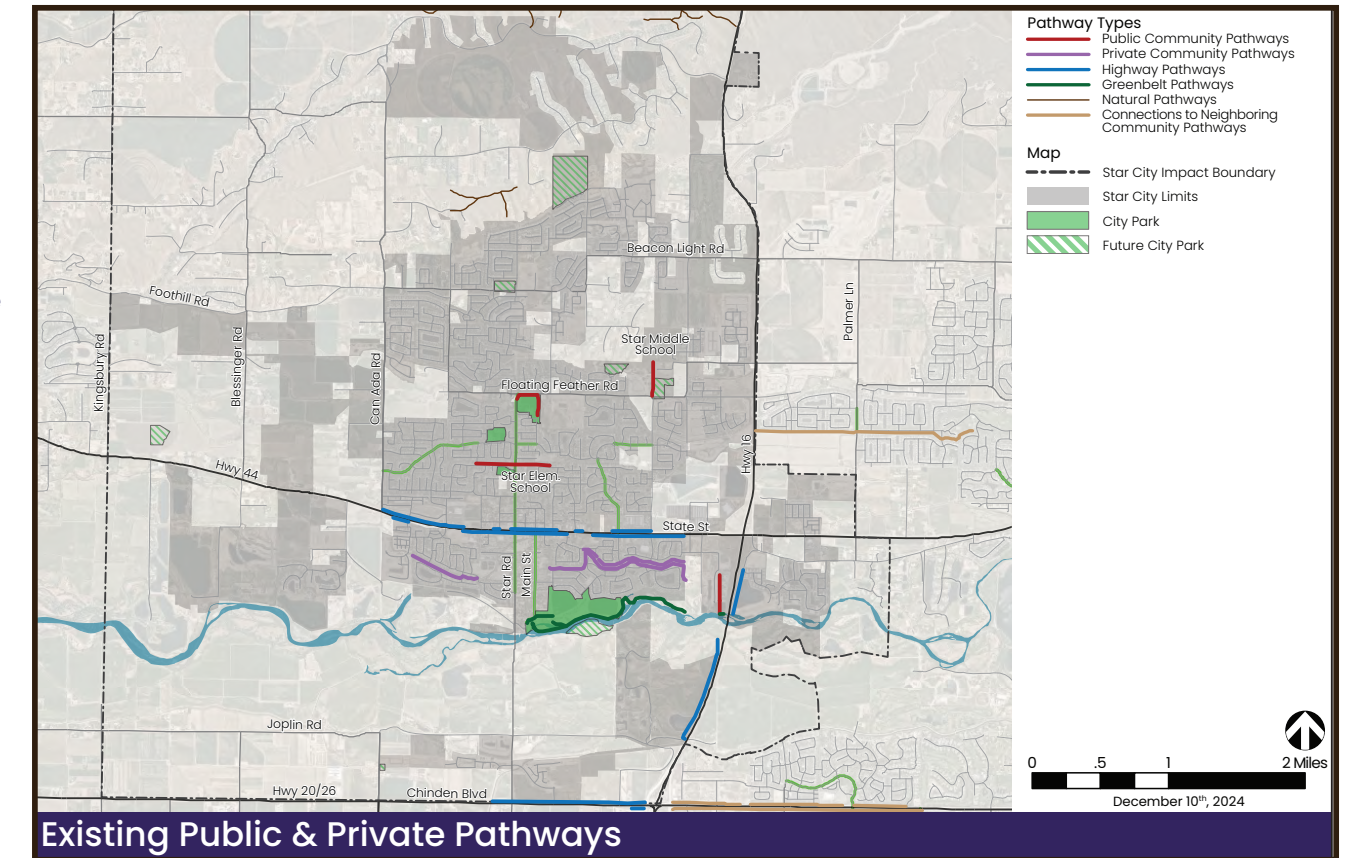 Pathway Types
Public Community Pathways
Private Community Pathways
Highway Pathways
Greenbelt Pathways
Natural Pathways
Connections to Neighboring
Community Pathways
Map
Star City Impact Boundary
Star City Limits
City Park
Future City Park
Beacon Light Rd
Foothill Rd
Palmer Ln
Kingsbury Rd
Blessinger Rd
Can Ada Rd
Star Middle
School
Floating Feather Rd
Hwy 16
Hwy 44
Star Elem.
School
State St
Star Rd
Main St
Joplin Rd
Hwy 20/26
Chinden Blvd
0 .5 1 2 Miles
December 10th, 2024
Existing Public & Private Pathways